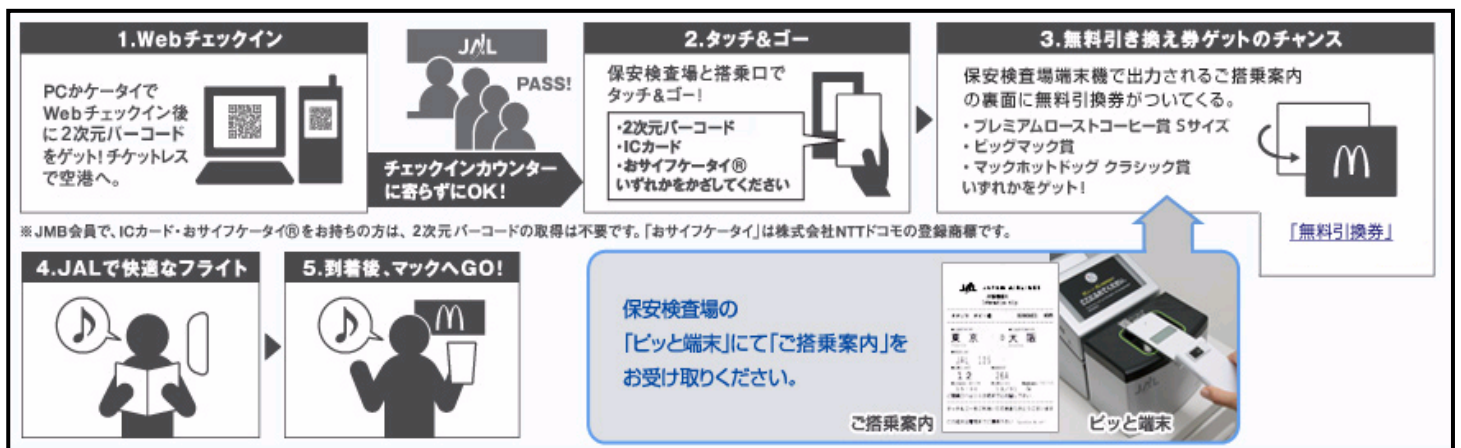 1.Webチェックイン
PCかケータイで
Webチェックイン後
に2次元バーコード
をゲット!チケットレス
で空港へ。
JAL
PASS!
チェックインカウンター
に寄らずにOK!
2.タッチ&ゴー
保安検査場と搭乗口で
タッチ&ゴー!
・2次元バーコード
・ICカード
・おサイフケータイ®
いずれかをかざしてください
3.無料引き換え券ゲットのチャンス
保安検査場端末機で出力されるご搭乗案内
の裏面に無料引換券がついてくる。
・プレミアムローストコーヒー賞 Sサイズ
・ビッグマック賞
・マックホットドッグ クラシック賞
いずれかをゲット!
「無料引換券」
※JMB会員で、ICカード・おサイフケータイ®をお持ちの方は、2次元バーコードの取得は不要です。「おサイフケータイ」は株式会社NTTドコモの登録商標です。
4.JALで快適なフライト
5.到着後、マックへGO!
保安検査場の
「ピッと端末」にて「ご搭乗案内」を
お受け取りください。
JAL JAPAN AIRLINES
東京 大阪
JAL
12
ご搭乗案内
ピッと端末